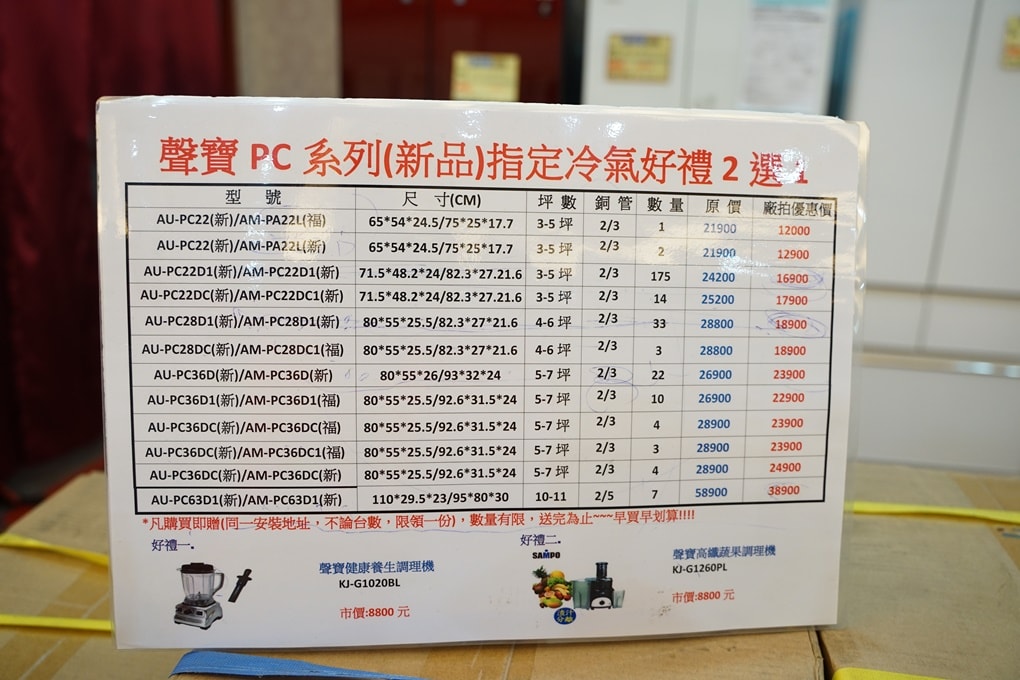 聲寶 PC 系列(新品)指定冷氣好禮 2 選 1
型 號 尺 寸(CM) 坪 數 銅 管 數 量 原 價 廠拍優惠價
AU-PC22(新)/AM-PA22L(福) 65*54*24.5/75*25*17.7 3-5 坪 2/3 1 21900 12000
AU-PC22(新)/AM-PA22L(新) 65*54*24.5/75*25*17.7 3-5 坪 2/3 2 21900 12900
AU-PC22D1(新)/AM-PC22D1(新) 71.5*48.2*24/82.3*27.21.6 3-5 坪 2/3 175 24200 16900
AU-PC22DC(新)/AM-PC22DC1(新) 71.5*48.2*24/82.3*27.21.6 3-5 坪 2/3 14 25200 17900
AU-PC28D1(新)/AM-PC28D1(新) 80*55*25.5/82.3*27*21.6 4-6 坪 2/3 33 28800 18900
AU-PC28DC(新)/AM-PC28DC1(福) 80*55*25.5/82.3*27*21.6 4-6 坪 2/3 3 28800 18900
AU-PC36D(新)/AM-PC36D(新) 80*55*26/93*32*24 5-7 坪 2/3 22 26900 23900
AU-PC36D1(新)/AM-PC36D1(福) 80*55*25.5/92.6*31.5*24 5-7 坪 2/3 10 26900 22900
AU-PC36DC(新)/AM-PC36DC(福) 80*55*25.5/92.6*31.5*24 5-7 坪 2/3 4 28900 23900
AU-PC36DC(新)/AM-PC36DC1(福) 80*55*25.5/92.6*31.5*24 5-7 坪 2/3 3 28900 23900
AU-PC36DC(新)/AM-PC36DC(新) 80*55*25.5/92.6*31.5*24 5-7 坪 2/3 4 28900 24900
AU-PC63D1(新)/AM-PC63D1(新) 110*29.5*23/95*80*30 10-11 2/5 7 58900 38900
*凡購買即贈(同一安裝地址，不論台數，限領一份)，數量有限，送完為止~~~早買早划算!!!!
好禮一.
聲寶健康養生調理機
KJ-G1020BL
市價:8800 元
好禮二.
SAMPO
渣汁
分離
聲寶高纖蔬果調理機
KJ-G1260PL
市價:8800 元